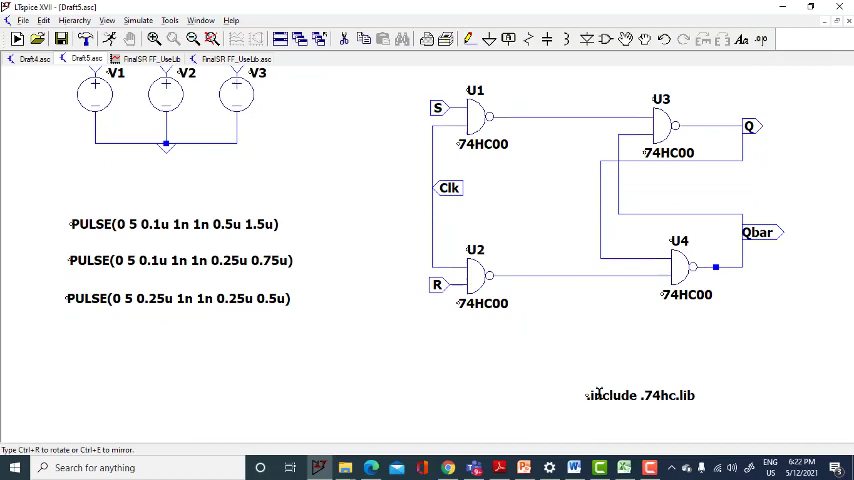 LTspice XVII - [Draft5.asc]
File Edit Hierarchy View Simulate Tools Window Help
Draft4.asc Draft5.asc FinalSR FF_UseLib FinalSR FF_UseLib.asc
V1 V2 V3
PULSE(0 5 0.1u 1n 1n 0.5u 1.5u)
PULSE(0 5 0.1u 1n 1n 0.25u 0.75u)
PULSE(0 5 0.25u 1n 1n 0.25u 0.5u)
U1
S
74HC00
U3
Q
74HC00
Clk
Qbar
U2
R
74HC00
U4
74HC00
.include .74hc.lib
Type Ctrl+R to rotate or Ctrl+E to mirror.
Search for anything
ENG
US
6:22 PM
5/12/2021